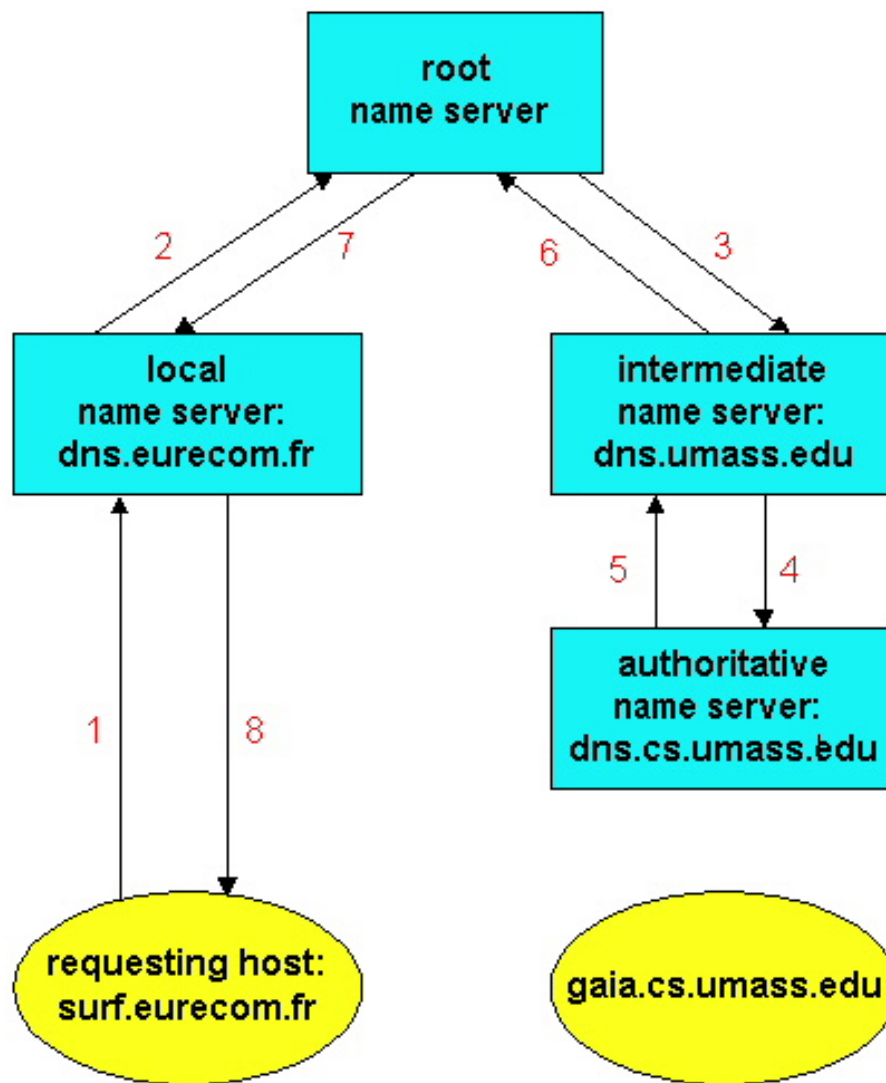 root
name server
2
7
6
3
local
name server:
dns.eurecom.fr
intermediate
name server:
dns.umass.edu
5
4
authoritative
name server:
dns.cs.umass.edu
1
8
requesting host:
surf.eurecom.fr
gaia.cs.umass.edu